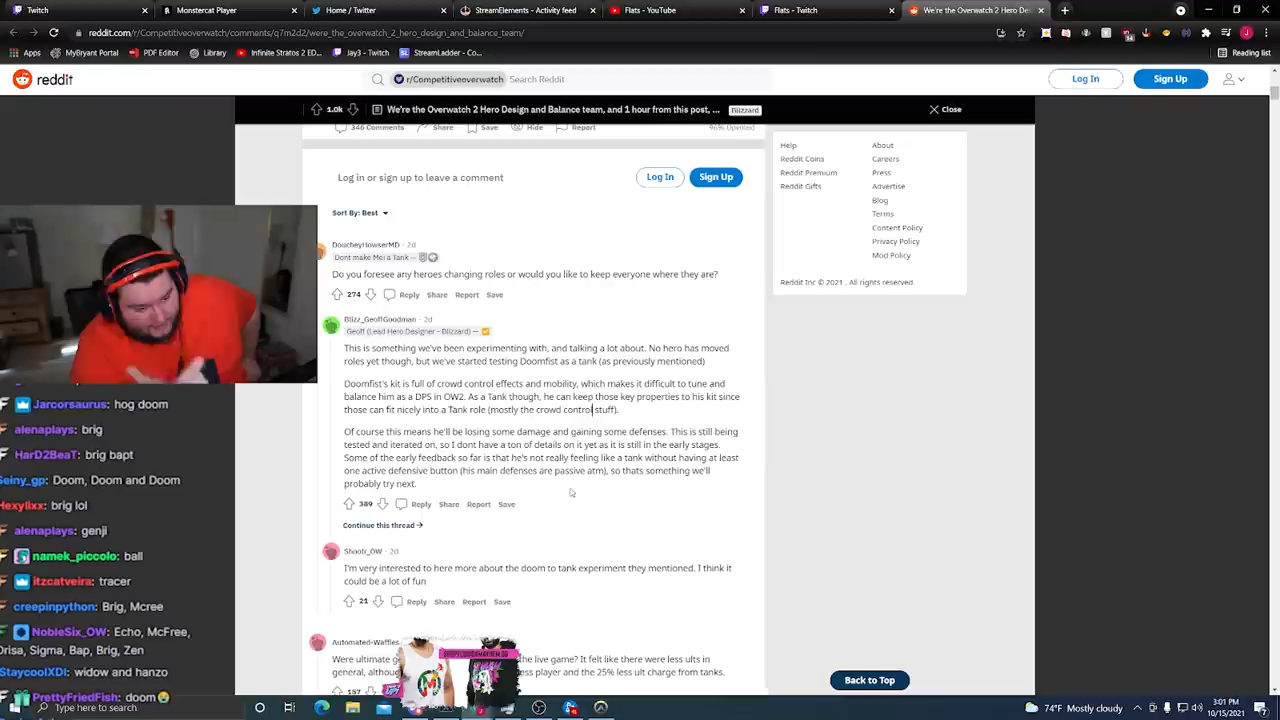 Twitch
Monstercat Play
Popout - Twitch
StreamElements - Activity feed
Flats - YouTube
Flats - Twitch
We're the Overwatch 2 Hero Des
reddit.com/r/Competitiveoverwatch/comments/q7m2d2/were_the_overwatch_2_hero_design_and_balance_team/
Apps
MyBryant Portal
PDF Editor
Library
Infinite Stratos 2 E...
Jay3 - Twitch
StreamLadder - Co...
Reading list
reddit
r/Competitiveoverwatch
Search Reddit
Log In
Sign Up
1.0k
We're the Overwatch 2 Hero Design and Balance team, and 1 hour from this post, ...
Blizzard
Close
346 Comments
Share
Save
Hide
Report
96% Upvoted
Log in or sign up to leave a comment
Log In
Sign Up
Sort By: Best
DoucheyHowserMD · 2d
Dont make Mei a Tank —
Do you foresee any heroes changing roles or would you like to keep everyone where they are?
274
Reply
Share
Report
Save
Blizz_GeoffGoodman · 2d
Geoff (Lead Hero Designer - Blizzard) —
This is something we've been experimenting with, and talking a lot about. No hero has moved
roles yet though, but we've started testing Doomfist as a tank (as previously mentioned)
Doomfist's kit is full of crowd control effects and mobility, which makes it difficult to tune and
balance him as a DPS in OW2. As a Tank though, he can keep those key properties to his kit since
those can fit nicely into a Tank role (mostly the crowd control stuff).
Of course this means he'll be losing some damage and gaining some defenses. This is still being
tested and iterated on, so I dont have a ton of details on it yet as it is still in the early stages.
Some of the early feedback so far is that he's not really feeling like a tank without having at least
one active defensive button (his main defenses are passive atm), so thats something we'll
probably try next.
389
Reply
Share
Report
Save
Continue this thread
Shootr_OW · 2d
I'm very interested to here more about the doom to tank experiment they mentioned. I think it
could be a lot of fun
21
Reply
Share
Report
Save
Automated-Waffles
Were ultimate
the live game? It felt like there were less ults in
general,
less player and the 25% less ult charge from tanks.
157
Back to Top
Help
Reddit Coins
Reddit Premium
Reddit Gifts
About
Careers
Press
Advertise
Blog
Terms
Content Policy
Privacy Policy
Mod Policy
Reddit Inc © 2021 . All rights reserved
Jarcorsaurus: doom
alenaplays: brig
HarD2BeaT: brig bapt
Seiny_gp: Doom, Doom and Doom
Hexylixx: brig lol
alenaplays: genji
namek_piccolo: ball
itzcatveira: tracer
creepinpython: Brig, Mcree
NobleSix_OW: Echo, McFree,
Orissa, Sigma, Bap, Brig, Zen
widow and hanzo
PrettyFriedFish: doom
Type here to search
74°F Mostly cloudy
3:01 PM
10/15/2021